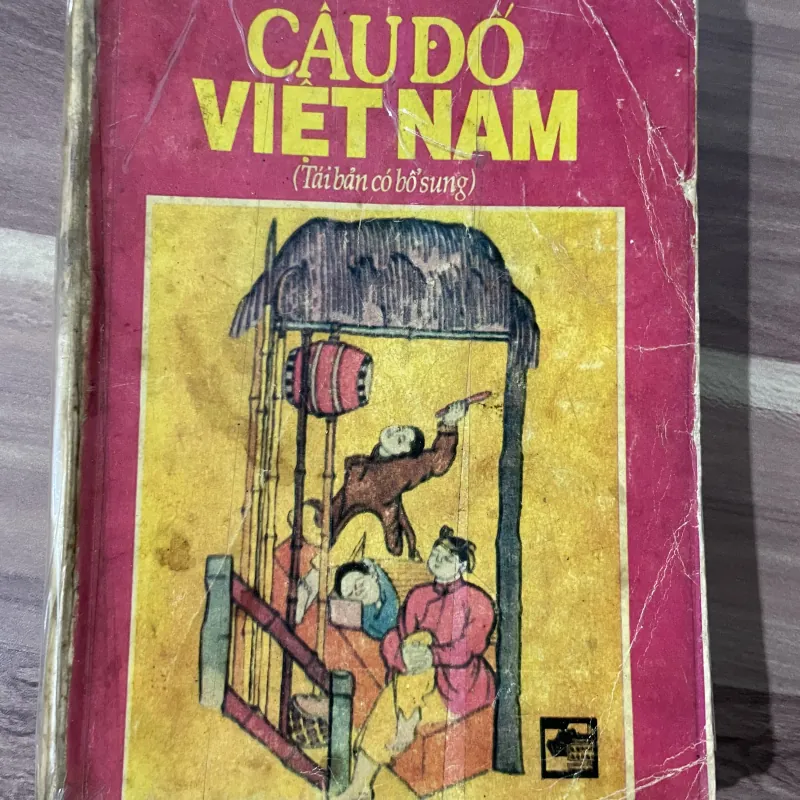 CÂU ĐỐ
VIỆT NAM
(Tái bản có bổ sung)